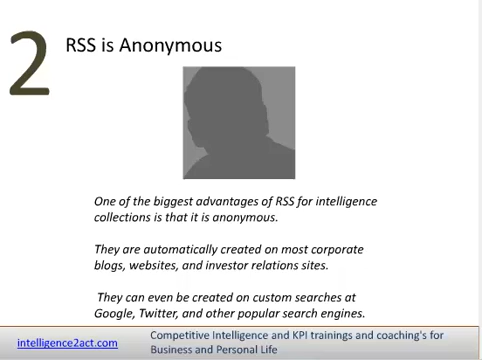 2
RSS is Anonymous
One of the biggest advantages of RSS for intelligence
collections is that it is anonymous.
They are automatically created on most corporate
blogs, websites, and investor relations sites.
They can even be created on custom searches at
Google, Twitter, and other popular search engines.
intelligence2act.com
Competitive Intelligence and KPI trainings and coaching's for
Business and Personal Life